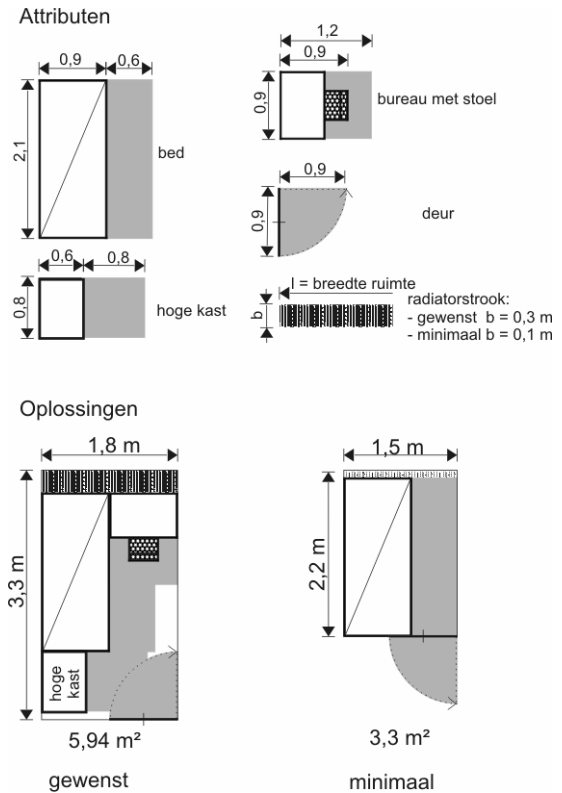 Attributen
0,9
0,6
2,1
bed
0,6
0,8
0,8
hoge kast
1,2
0,9
0,9
bureau met stoel
0,9
0,9
deur
l = breedte ruimte
b
radiatorstrook:
- gewenst b = 0,3 m
- minimaal b = 0,1 m
Oplossingen
1,8 m
3,3 m
hoge
kast
5,94 m²
gewenst
1,5 m
2,2 m
3,3 m²
minimaal